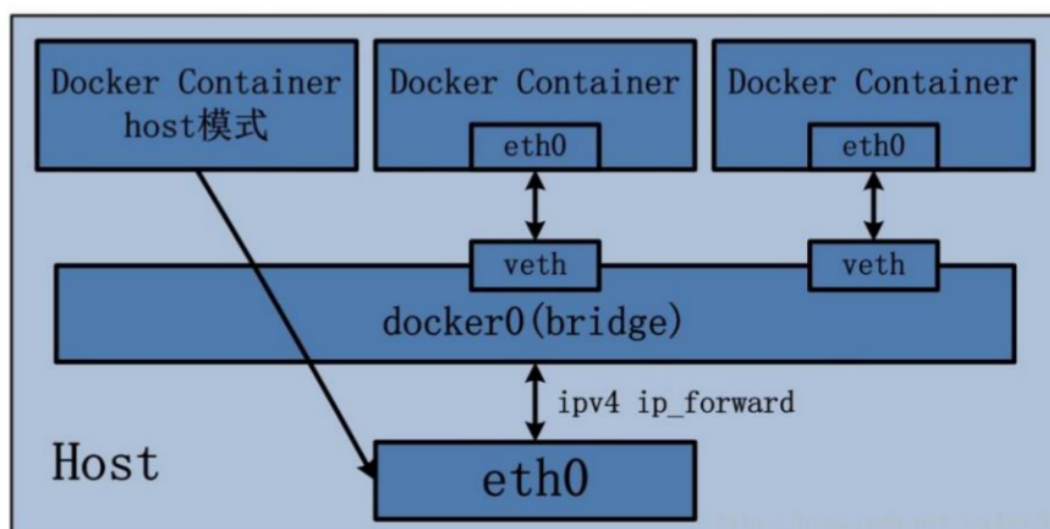 Docker Container
host模式
Docker Container
eth0
Docker Container
eth0
veth
veth
docker0(bridge)
ipv4 ip_forward
Host
eth0